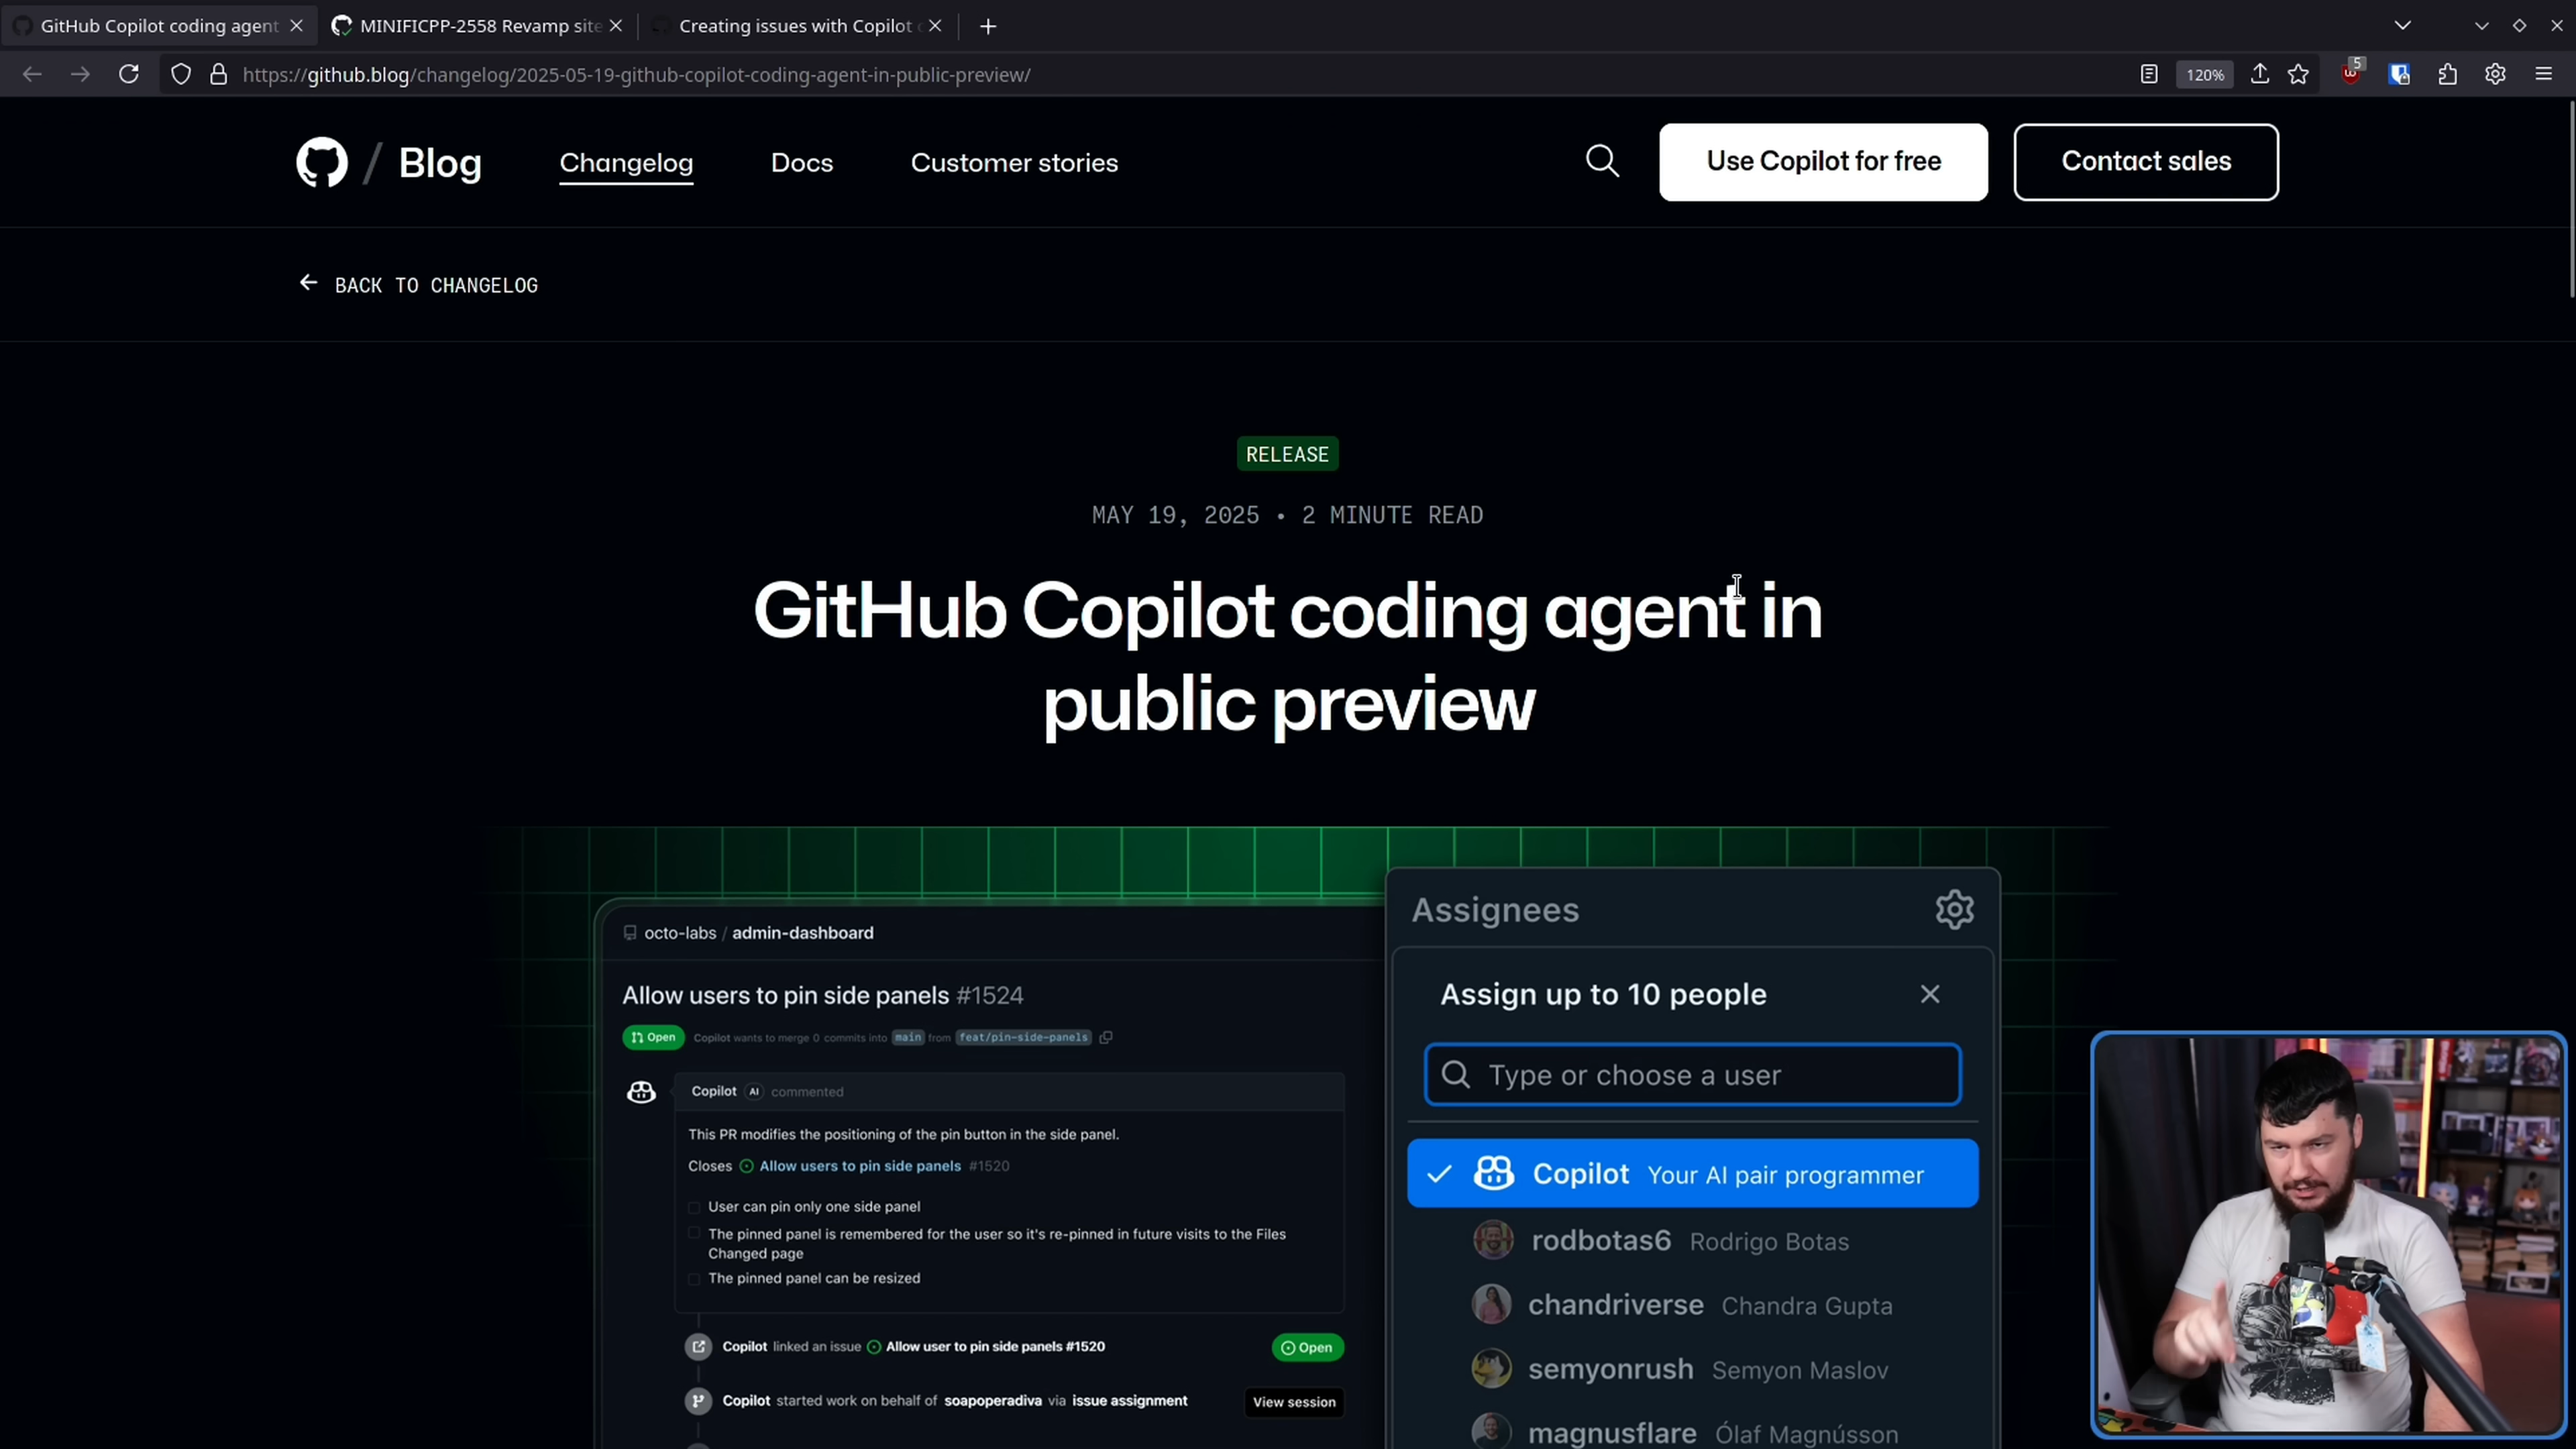 GitHub Copilot coding agent
MINIFICPP-2558 Revamp site
Creating issues with Copilot
https://github.blog/changelog/2025-05-19-github-copilot-coding-agent-in-public-preview/
120%
5
/ Blog
Changelog
Docs
Customer stories
Use Copilot for free
Contact sales
← BACK TO CHANGELOG
RELEASE
MAY 19, 2025 • 2 MINUTE READ
GitHub Copilot coding agent in
public preview
octo-labs / admin-dashboard
Allow users to pin side panels #1524
Open Copilot wants to merge 0 commits into main from feat/pin-side-panels
Copilot AI commented
This PR modifies the positioning of the pin button in the side panel.
Closes Allow users to pin side panels #1520
User can pin only one side panel
The pinned panel is remembered for the user so it's re-pinned in future visits to the Files
Changed page
The pinned panel can be resized
Copilot linked an issue Allow user to pin side panels #1520 Open
Copilot started work on behalf of soapoperadiva via issue assignment View session
Assignees
Assign up to 10 people
Type or choose a user
Copilot Your AI pair programmer
rodbotas6 Rodrigo Botas
chandriverse Chandra Gupta
semyonrush Semyon Maslov
magnusflare Ólaf Magnússon